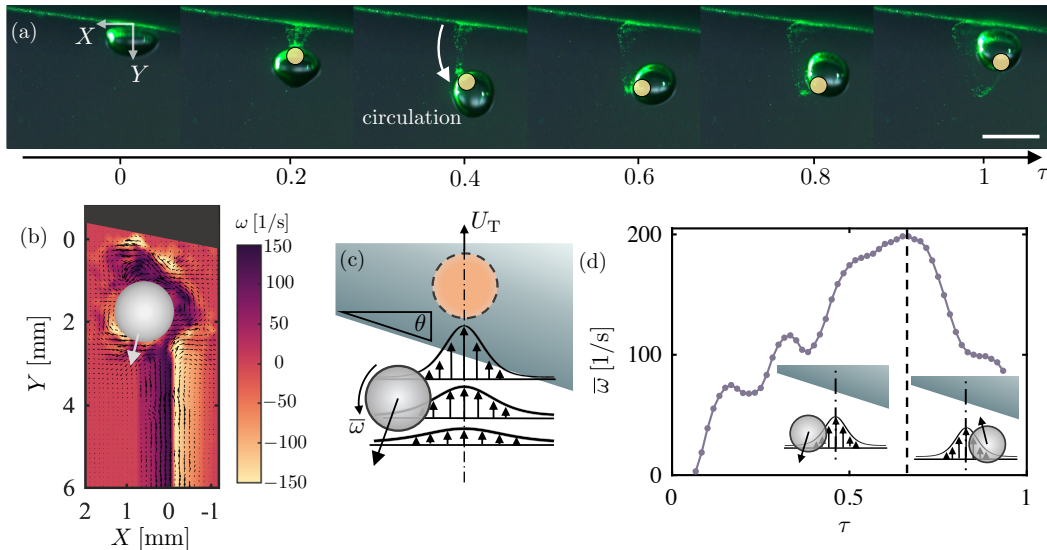 (a)
X
Y
circulation
0
0.2
0.4
0.6
0.8
1
τ
(b)
ω [1/s]
0
2
4
6
Y [mm]
2
1
0
-1
X [mm]
150
100
50
0
−50
−100
−150
(c)
U_T
θ
ω̅
(d)
200
100
0
ω̅ [1/s]
0
0.5
1
τ